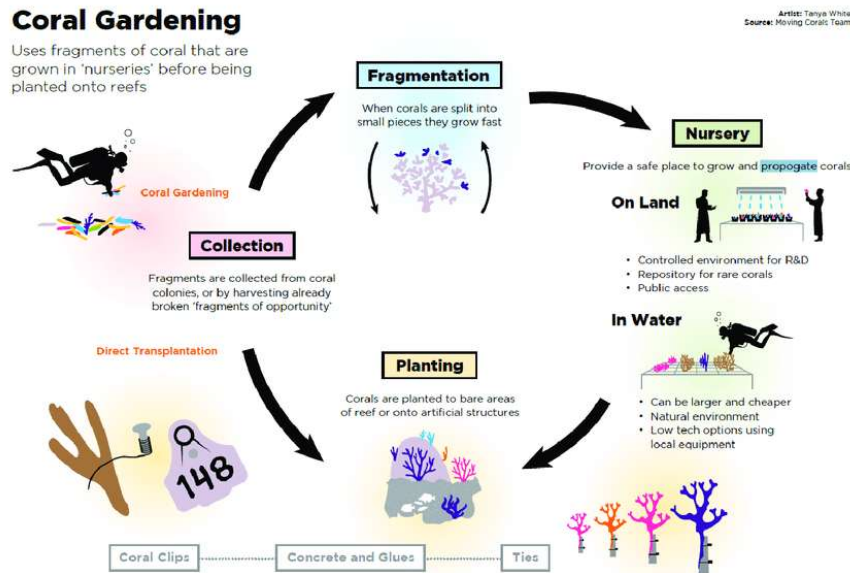 Coral Gardening
Uses fragments of coral that are
grown in 'nurseries' before being
planted onto reefs
Artist: Tanya White
Source: Moving Corals Team
Fragmentation
When corals are split into
small pieces they grow fast
Nursery
Provide a safe place to grow and propogate corals
On Land
• Controlled environment for R&D
• Repository for rare corals
• Public access
In Water
• Can be larger and cheaper
• Natural environment
• Low tech options using
local equipment
Coral Gardening
Collection
Fragments are collected from coral
colonies, or by harvesting already
broken 'fragments of opportunity'
Direct Transplantation
148
Planting
Corals are planted to bare areas
of reef or onto artificial structures
Coral Clips
Concrete and Glues
Ties